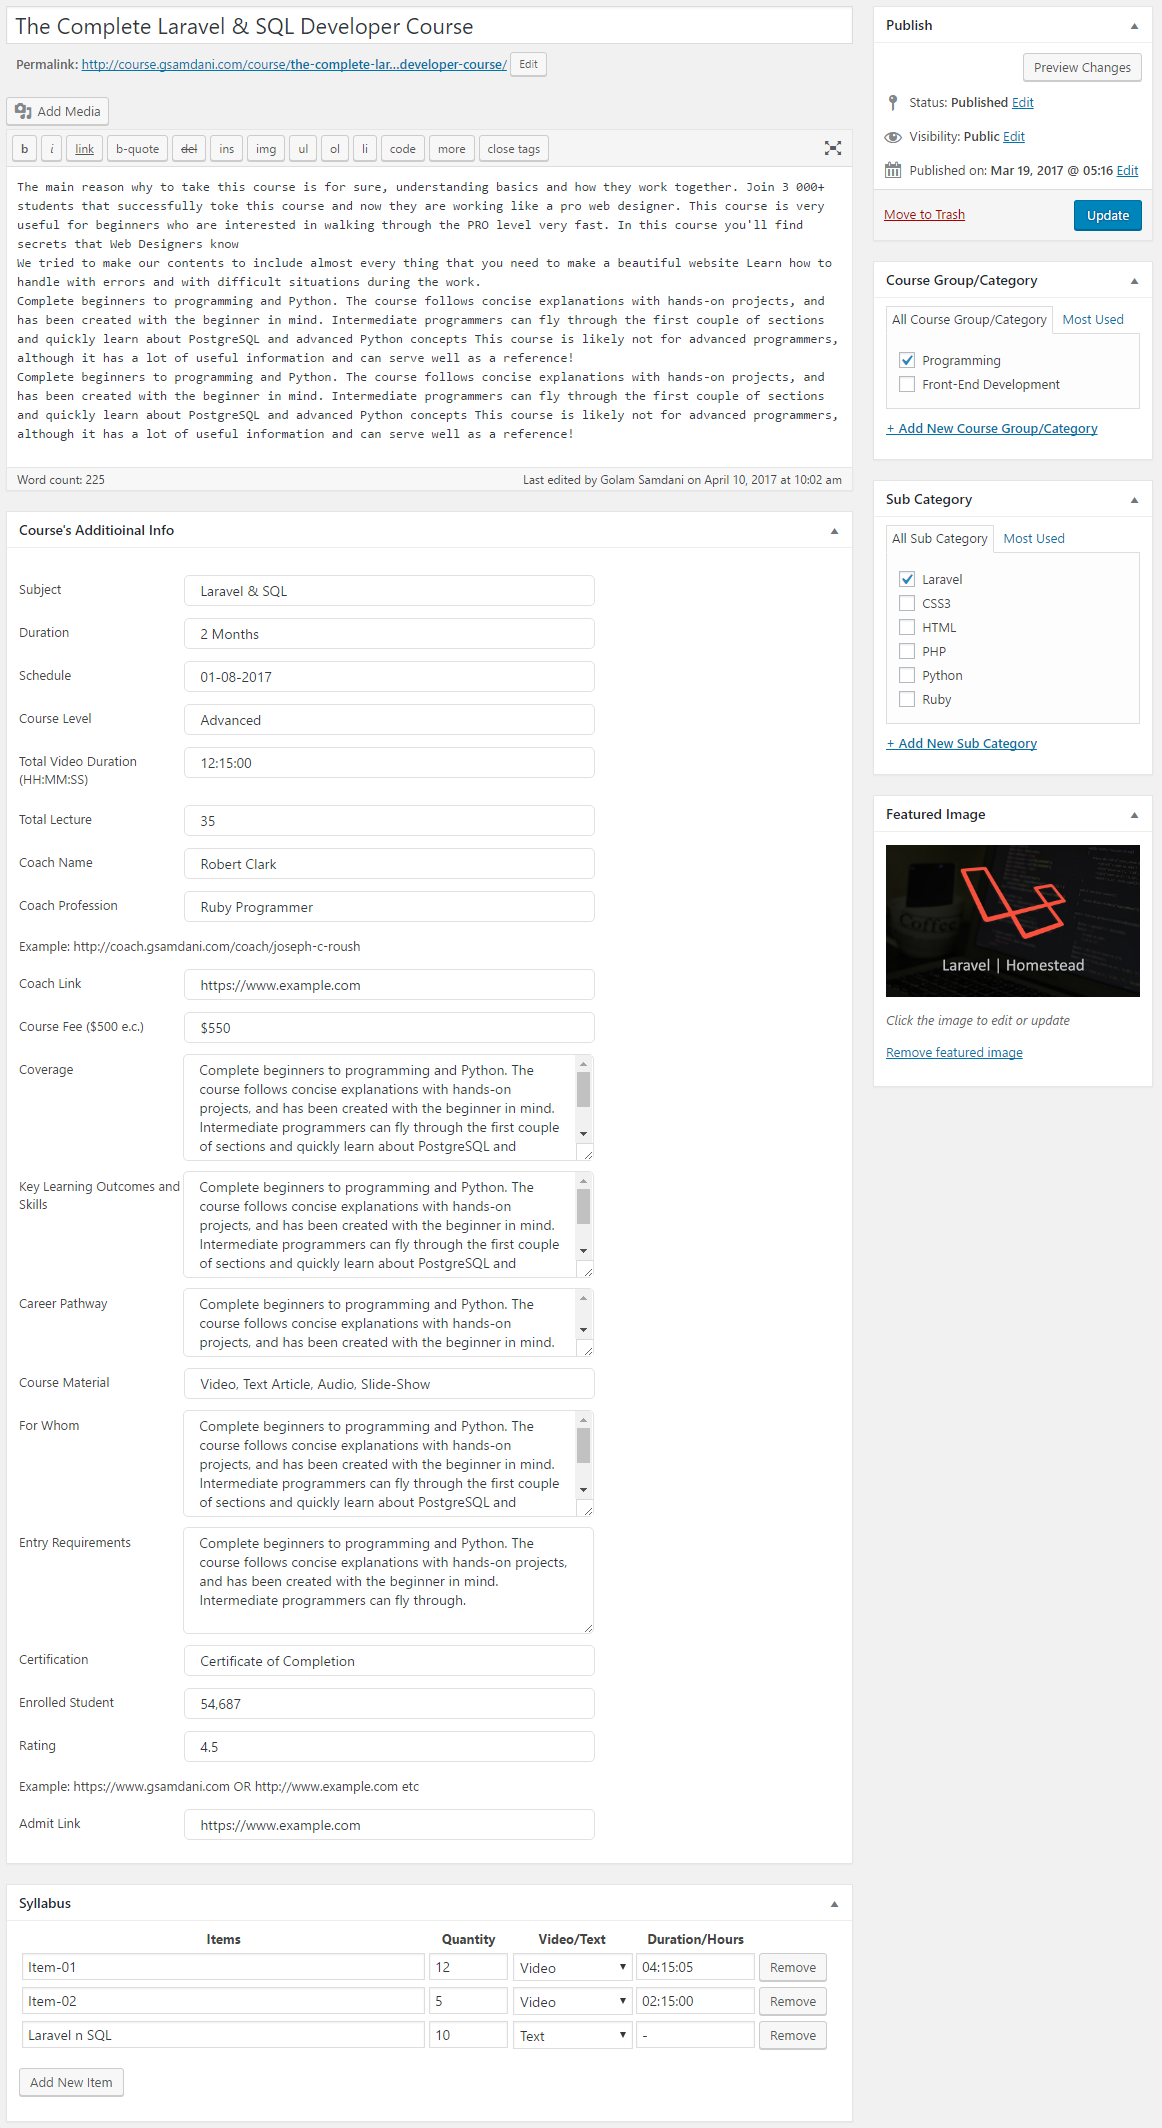 The Complete Laravel & SQL Developer Course
Permalink: http://course.gsamdani.com/course/the-complete-lar...developer-course/ Edit
Add Media
b i link b-quote del ins img ul ol li code more close tags
The main reason why to take this course is for sure, understanding basics and how they work together. Join 3 000+
students that successfully toke this course and now they are working like a pro web designer. This course is very
useful for beginners who are interested in walking through the PRO level very fast. In this course you'll find
secrets that Web Designers know
We tried to make our contents to include almost every thing that you need to make a beautiful website Learn how to
handle with errors and with difficult situations during the work.
Complete beginners to programming and Python. The course follows concise explanations with hands-on projects, and
has been created with the beginner in mind. Intermediate programmers can fly through the first couple of sections
and quickly learn about PostgreSQL and advanced Python concepts This course is likely not for advanced programmers,
although it has a lot of useful information and can serve well as a reference!
Complete beginners to programming and Python. The course follows concise explanations with hands-on projects, and
has been created with the beginner in mind. Intermediate programmers can fly through the first couple of sections
and quickly learn about PostgreSQL and advanced Python concepts This course is likely not for advanced programmers,
although it has a lot of useful information and can serve well as a reference!
Word count: 225 Last edited by Golam Samdani on April 10, 2017 at 10:02 am
Course's Additioinal Info
Subject Laravel & SQL
Duration 2 Months
Schedule 01-08-2017
Course Level Advanced
Total Video Duration 12:15:00
(HH:MM:SS)
Total Lecture 35
Coach Name Robert Clark
Coach Profession Ruby Programmer
Example: http://coach.gsamdani.com/coach/joseph-c-roush
Coach Link https://www.example.com
Course Fee ($500 e.c.) $550
Coverage Complete beginners to programming and Python. The
course follows concise explanations with hands-on
projects, and has been created with the beginner in mind.
Intermediate programmers can fly through the first couple
of sections and quickly learn about PostgreSQL and
Key Learning Outcomes and Complete beginners to programming and Python. The
Skills course follows concise explanations with hands-on
projects, and has been created with the beginner in mind.
Intermediate programmers can fly through the first couple
of sections and quickly learn about PostgreSQL and
Career Pathway Complete beginners to programming and Python. The
course follows concise explanations with hands-on
projects, and has been created with the beginner in mind.
Course Material Video, Text Article, Audio, Slide-Show
For Whom Complete beginners to programming and Python. The
course follows concise explanations with hands-on
projects, and has been created with the beginner in mind.
Intermediate programmers can fly through the first couple
of sections and quickly learn about PostgreSQL and
Entry Requirements Complete beginners to programming and Python. The
course follows concise explanations with hands-on projects,
and has been created with the beginner in mind.
Intermediate programmers can fly through.
Certification Certificate of Completion
Enrolled Student 54,687
Rating 4.5
Example: https://www.gsamdani.com OR http://www.example.com etc
Admit Link https://www.example.com
Syllabus
Items Quantity Video/Text Duration/Hours
Item-01 12 Video 04:15:05 Remove
Item-02 5 Video 02:15:00 Remove
Laravel n SQL 10 Text - Remove
Add New Item
Publish
Preview Changes
Status: Published Edit
Visibility: Public Edit
Published on: Mar 19, 2017 @ 05:16 Edit
Move to Trash Update
Course Group/Category
All Course Group/Category Most Used
Programming
Front-End Development
+ Add New Course Group/Category
Sub Category
All Sub Category Most Used
Laravel
CSS3
HTML
PHP
Python
Ruby
+ Add New Sub Category
Featured Image
Coffee
Laravel | Homestead
Click the image to edit or update
Remove featured image